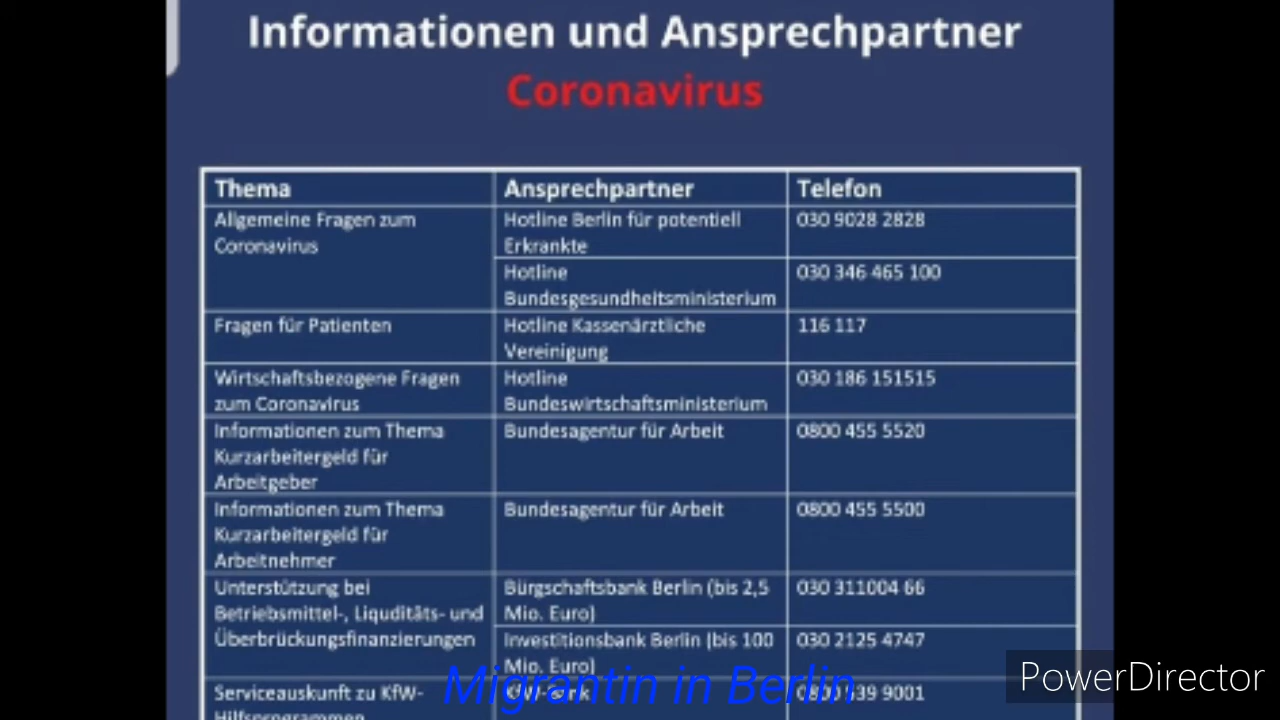 Informationen und Ansprechpartner
Coronavirus
Thema Ansprechpartner Telefon
Allgemeine Fragen zum Hotline Berlin für potentiell 030 9028 2828
Coronavirus Erkrankte
Hotline 030 346 465 100
Bundesgesundheitsministerium
Fragen für Patienten Hotline Kassenärztliche 116 117
Vereinigung
Wirtschaftsbezogene Fragen Hotline 030 186 151515
zum Coronavirus Bundeswirtschaftsministerium
Informationen zum Thema Bundesagentur für Arbeit 0800 455 5520
Kurzarbeitergeld für
Arbeitgeber
Informationen zum Thema Bundesagentur für Arbeit 0800 455 5500
Kurzarbeitergeld für
Arbeitnehmer
Unterstützung bei Bürgschaftsbank Berlin (bis 2,5 030 311004 66
Betriebsmittel-, Liquditäts- und Mio. Euro)
Überbrückungsfinanzierungen Investitionsbank Berlin (bis 100 030 2125 4747
Mio. Euro)
Serviceauskunft zu KfW- KfW-Bank 9001
Hilfsprogrammen
Migrantin in Berlin
PowerDirector